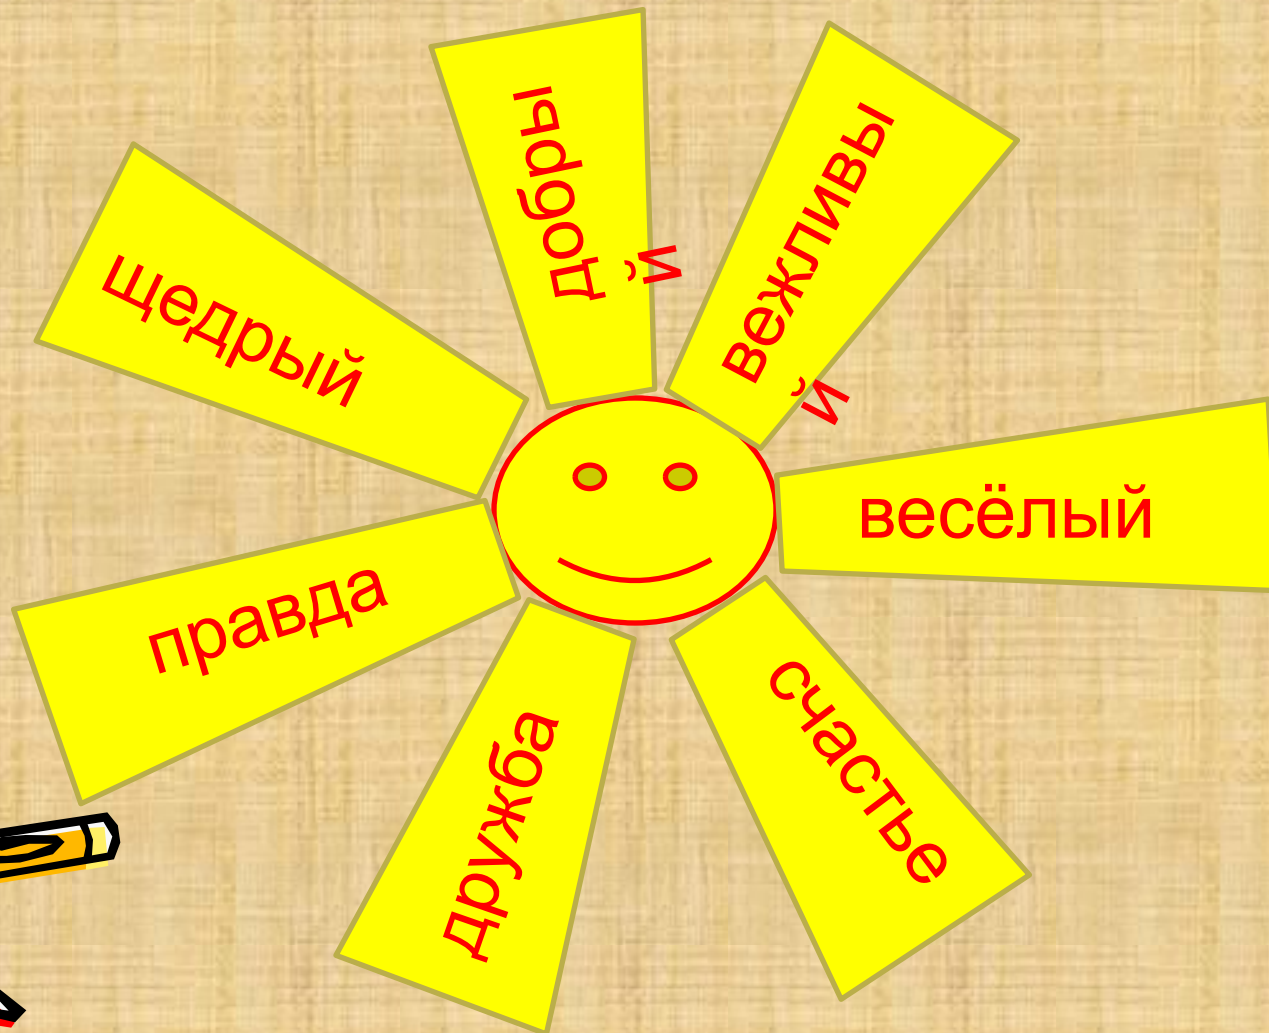 добры
й
вежливы
й
щедрый
весёлый
правда
дружба
счастье